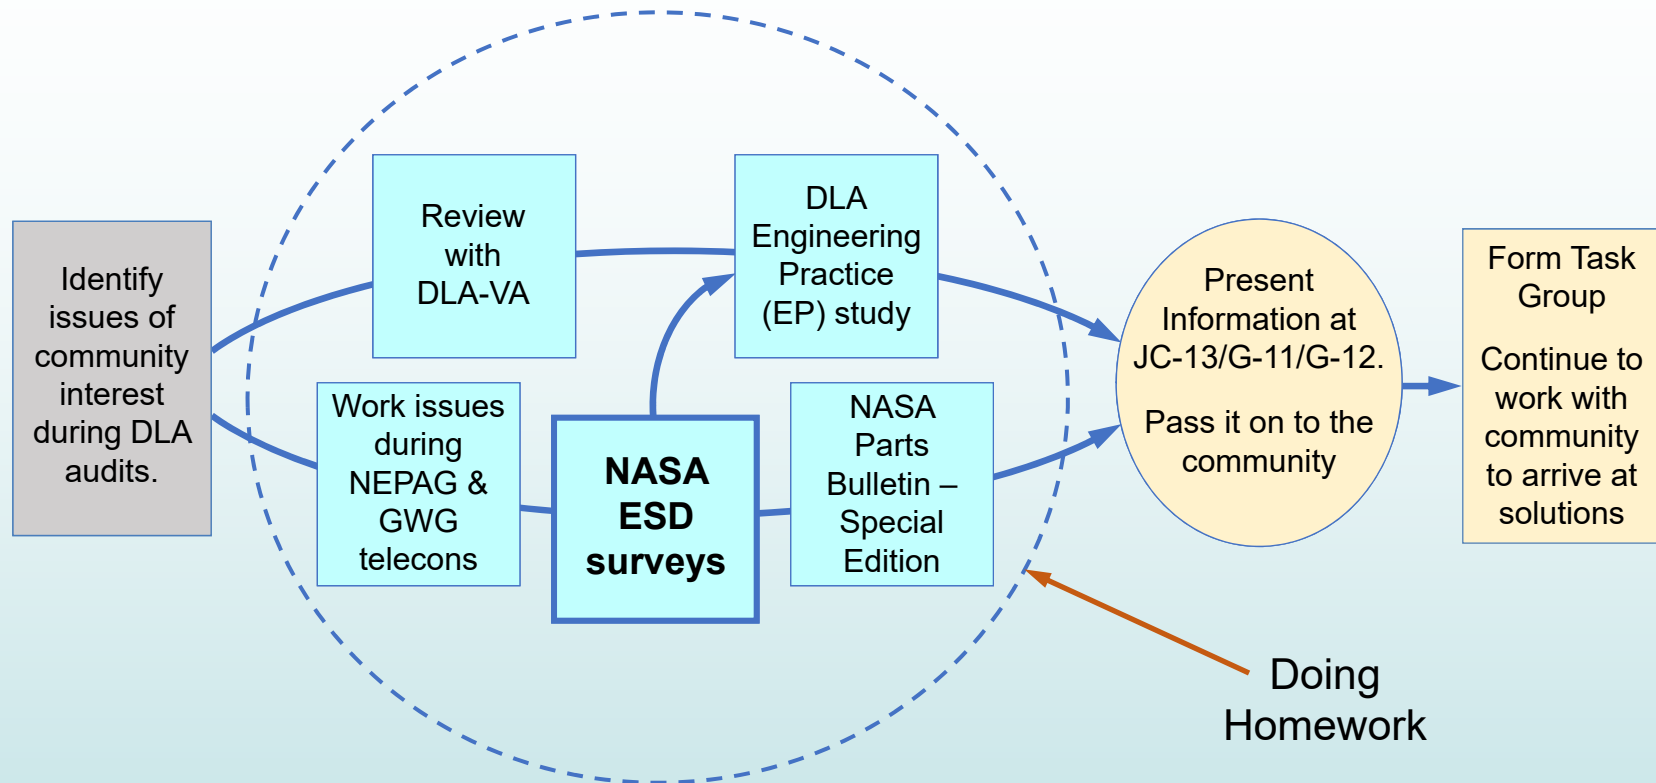 Identify
issues of
community
interest
during DLA
audits.
Review
with
DLA-VA
DLA
Engineering
Practice
(EP) study
Work issues
during
NEPAG &
GWG
telecons
NASA
ESD
surveys
NASA
Parts
Bulletin –
Special
Edition
Present
Information at
JC-13/G-11/G-12.
Pass it on to the
community
Form Task
Group
Continue to
work with
community
to arrive at
solutions
Doing
Homework